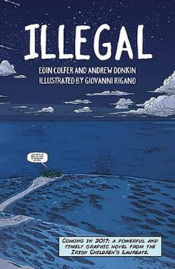 ILLEGAL
EOIN COLFER AND ANDREW DONKIN
ILLUSTRATED BY GIOVANNI RIGANO
COMING IN 2017: A POWERFUL AND
TIMELY GRAPHIC NOVEL FROM THE
IRISH CHILDREN'S LAUREATE.